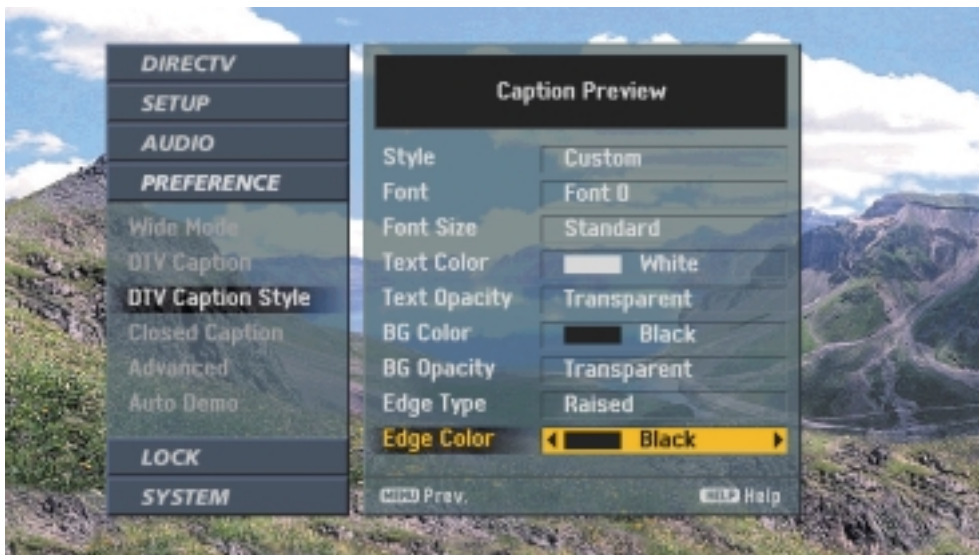 DIRECTV
SETUP
AUDIO
PREFERENCE
Wide Mode
DTV Caption
DTV Caption Style
Closed Caption
Advanced
Auto Demo
LOCK
SYSTEM
Caption Preview
Style Custom
Font Font 0
Font Size Standard
Text Color White
Text Opacity Transparent
BG Color Black
BG Opacity Transparent
Edge Type Raised
Edge Color Black
MENU Prev. HELP Help